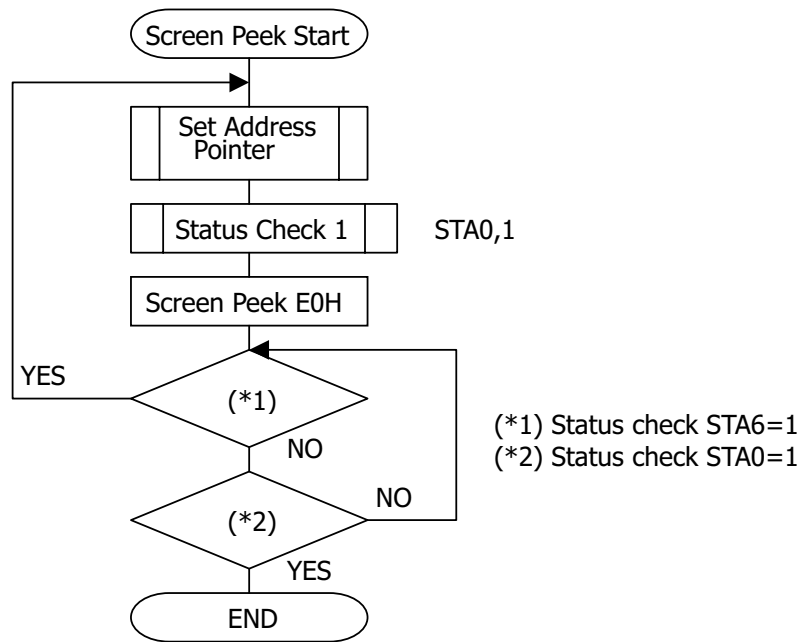 Screen Peek Start
Set Address
Pointer
Status Check 1
STA0,1
Screen Peek E0H
YES
(*1)
NO
(*1) Status check STA6=1
(*2) Status check STA0=1
(*2)
NO
YES
END